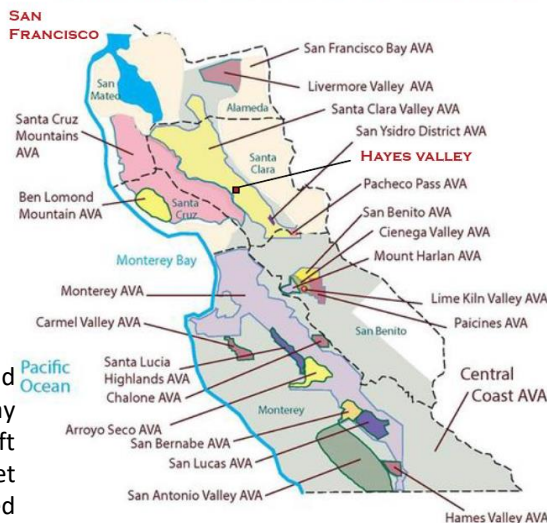 SAN
FRANCISCO
San
Mateo
San Francisco Bay AVA
Livermore Valley AVA
Alameda
Santa Clara Valley AVA
Santa Cruz
Mountains
AVA
San Ysidro District AVA
HAYES VALLEY
Santa
Clara
Pacheco Pass AVA
Ben Lomond
Mountain AVA
Santa
Cruz
San Benito AVA
Cienega Valley AVA
Mount Harlan AVA
Monterey Bay
Monterey AVA
Lime Kiln Valley AVA
Paicines AVA
Carmel Valley AVA
San Benito
Pacific
Ocean
Santa Lucia
Highlands AVA
Chalone AVA
Central
Coast AVA
Monterey
Arroyo Seco AVA
San Bernabe AVA
San Lucas AVA
San Antonio Valley AVA
Hames Valley AVA
d
ny
ft
et
ed